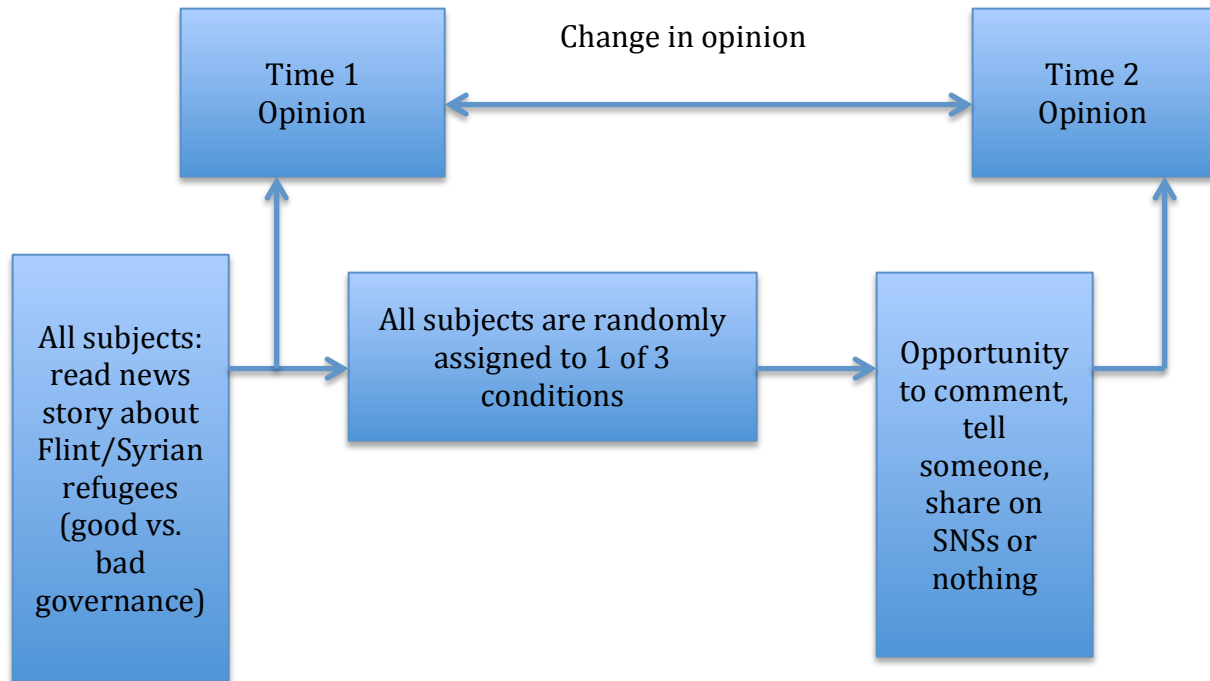 Change in opinion
Time 1
Opinion
Time 2
Opinion
All subjects:
read news
story about
Flint/Syrian
refugees
(good vs.
bad
governance)
All subjects are randomly
assigned to 1 of 3
conditions
Opportunity
to comment,
tell
someone,
share on
SNSs or
nothing